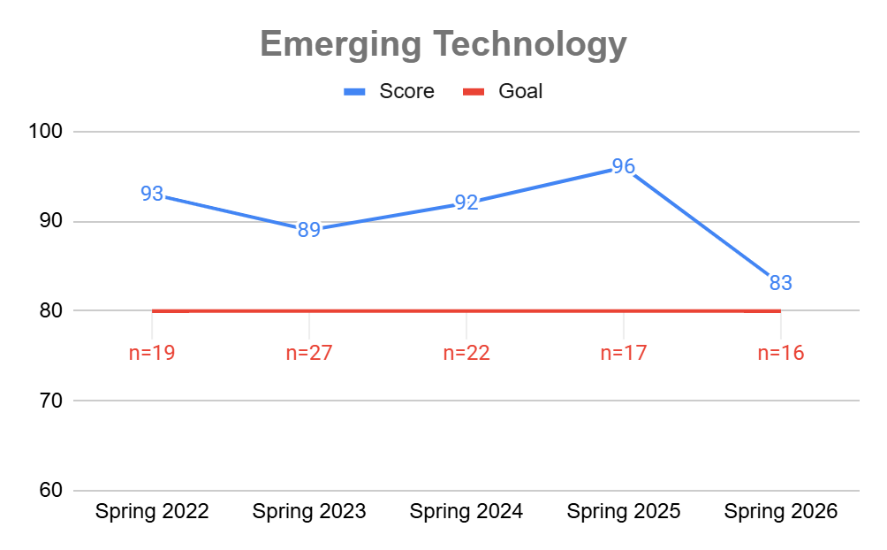 Emerging Technology
Score Goal
100
93 89 92 96 83
90
80
n=19 n=27 n=22 n=17 n=16
70
60
Spring 2022 Spring 2023 Spring 2024 Spring 2025 Spring 2026